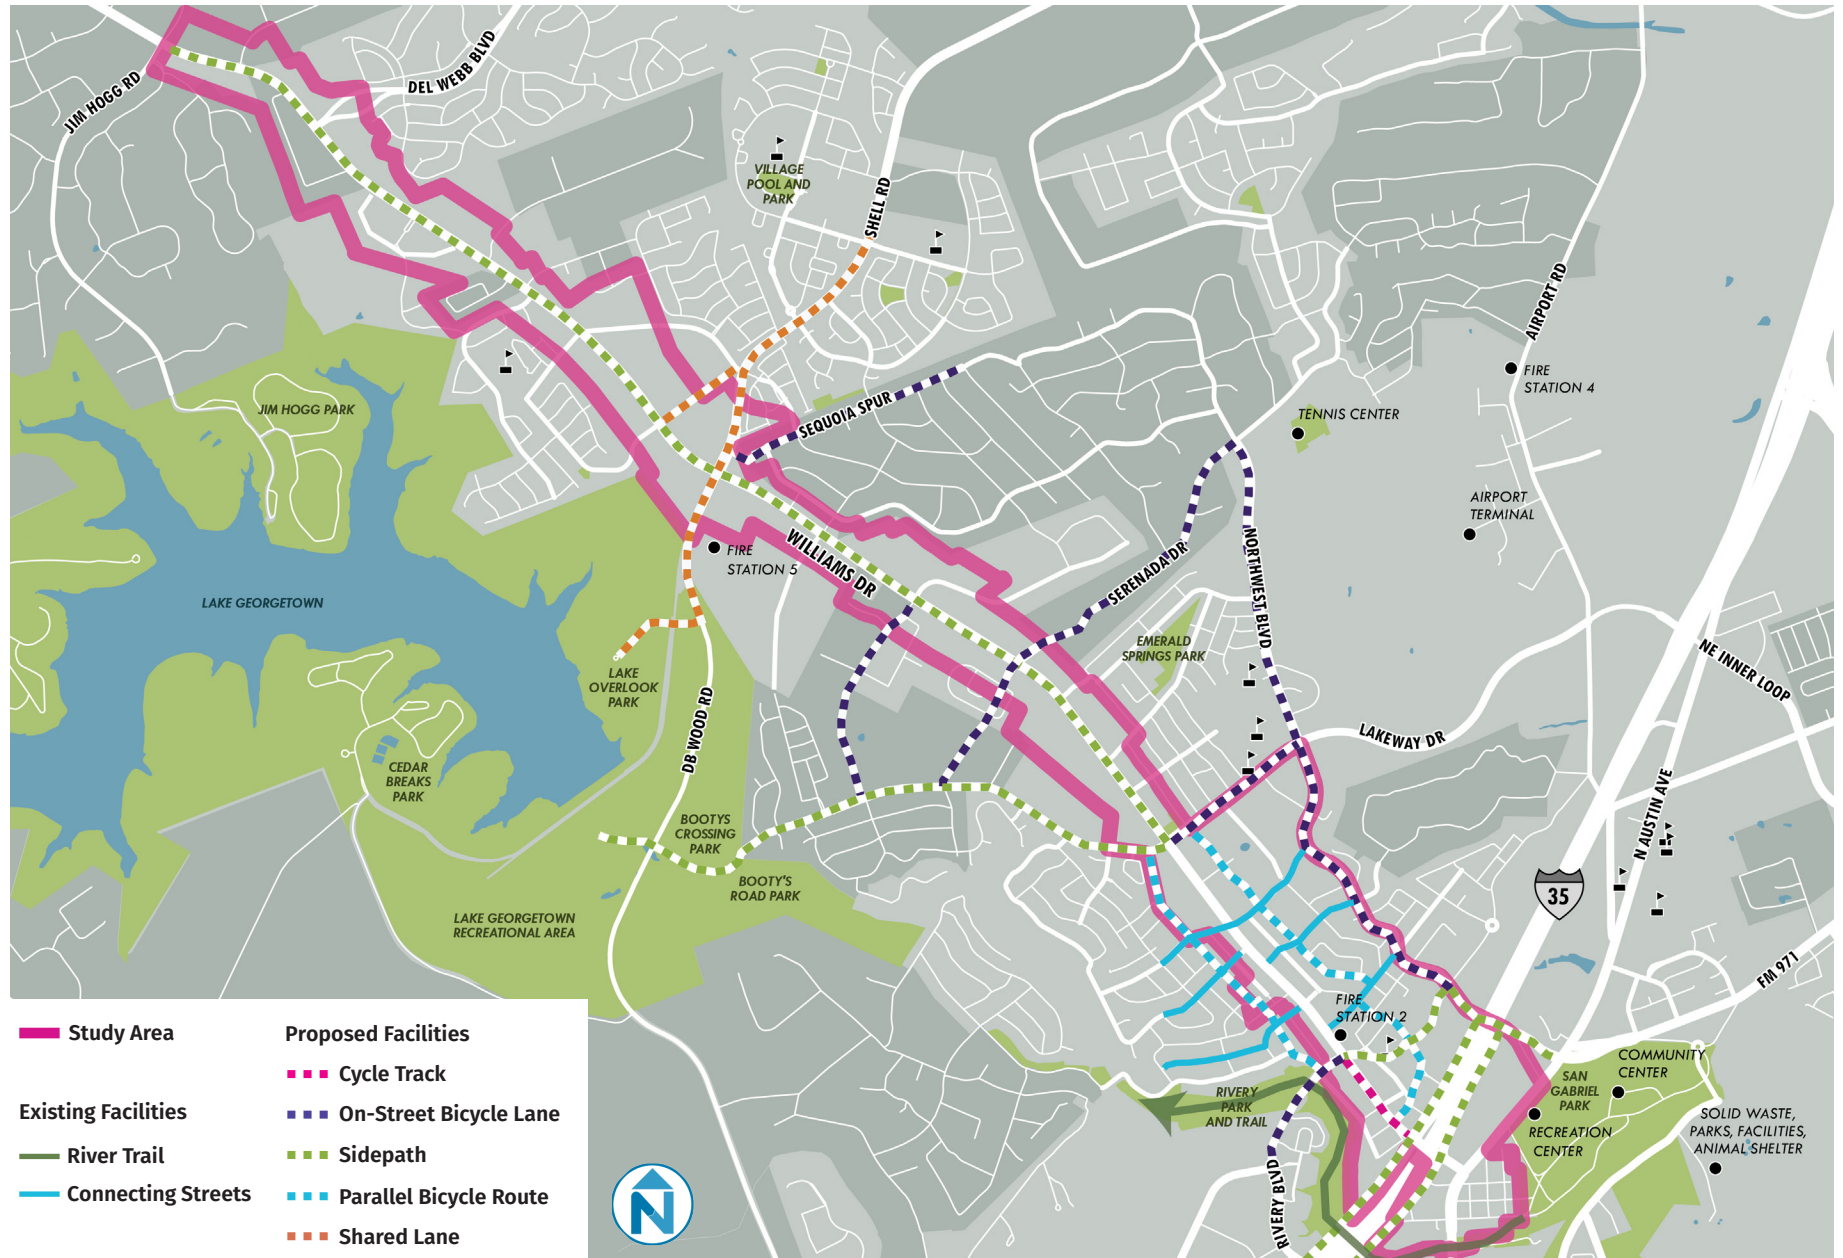 JIM HOGG RD
DEL WEBB BLVD
VILLAGE
POOL AND
PARK
SHELL RD
AIRPORT RD
FIRE
STATION 4
JIM HOGG PARK
SEQUOIA SPUR
TENNIS CENTER
AIRPORT
TERMINAL
FIRE
STATION 5
WILLIAMS DR
SERENADA DR
NORTHWEST BLVD
LAKE GEORGETOWN
EMERALD
SPRINGS PARK
NE INNER LOOP
LAKE
OVERLOOK
PARK
DB WOOD RD
LAKEWAY DR
CEDAR
BREAKS
PARK
BOOTYS
CROSSING
PARK
N AUSTIN AVE
BOOTY'S
ROAD PARK
35
LAKE GEORGETOWN
RECREATIONAL AREA
FM 971
FIRE
STATION 2
COMMUNITY
CENTER
SAN
GABRIEL
PARK
RIVERY
PARK
AND TRAIL
RECREATION
CENTER
SOLID WASTE,
PARKS, FACILITIES,
ANIMAL SHELTER
RIVERY BLVD
N
Study Area
Existing Facilities
River Trail
Connecting Streets
Proposed Facilities
Cycle Track
On-Street Bicycle Lane
Sidepath
Parallel Bicycle Route
Shared Lane